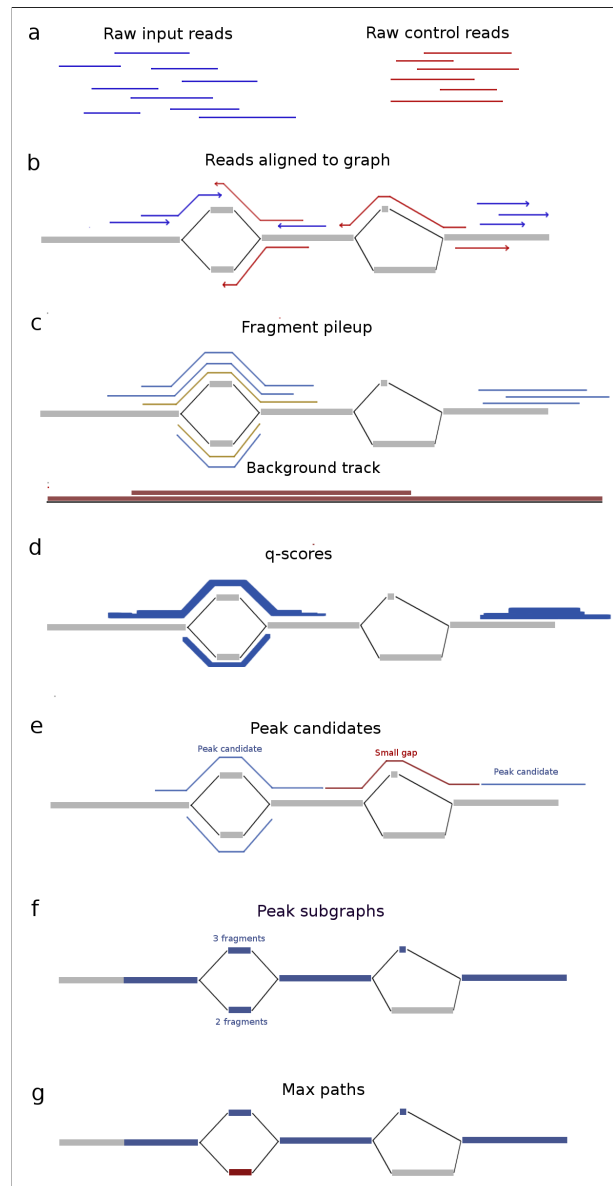 a
Raw input reads
Raw control reads
b
Reads aligned to graph
c
Fragment pileup
Background track
d
q-scores
e
Peak candidates
Peak candidate
Small gap
Peak candidate
f
Peak subgraphs
3 fragments
2 fragments
g
Max paths